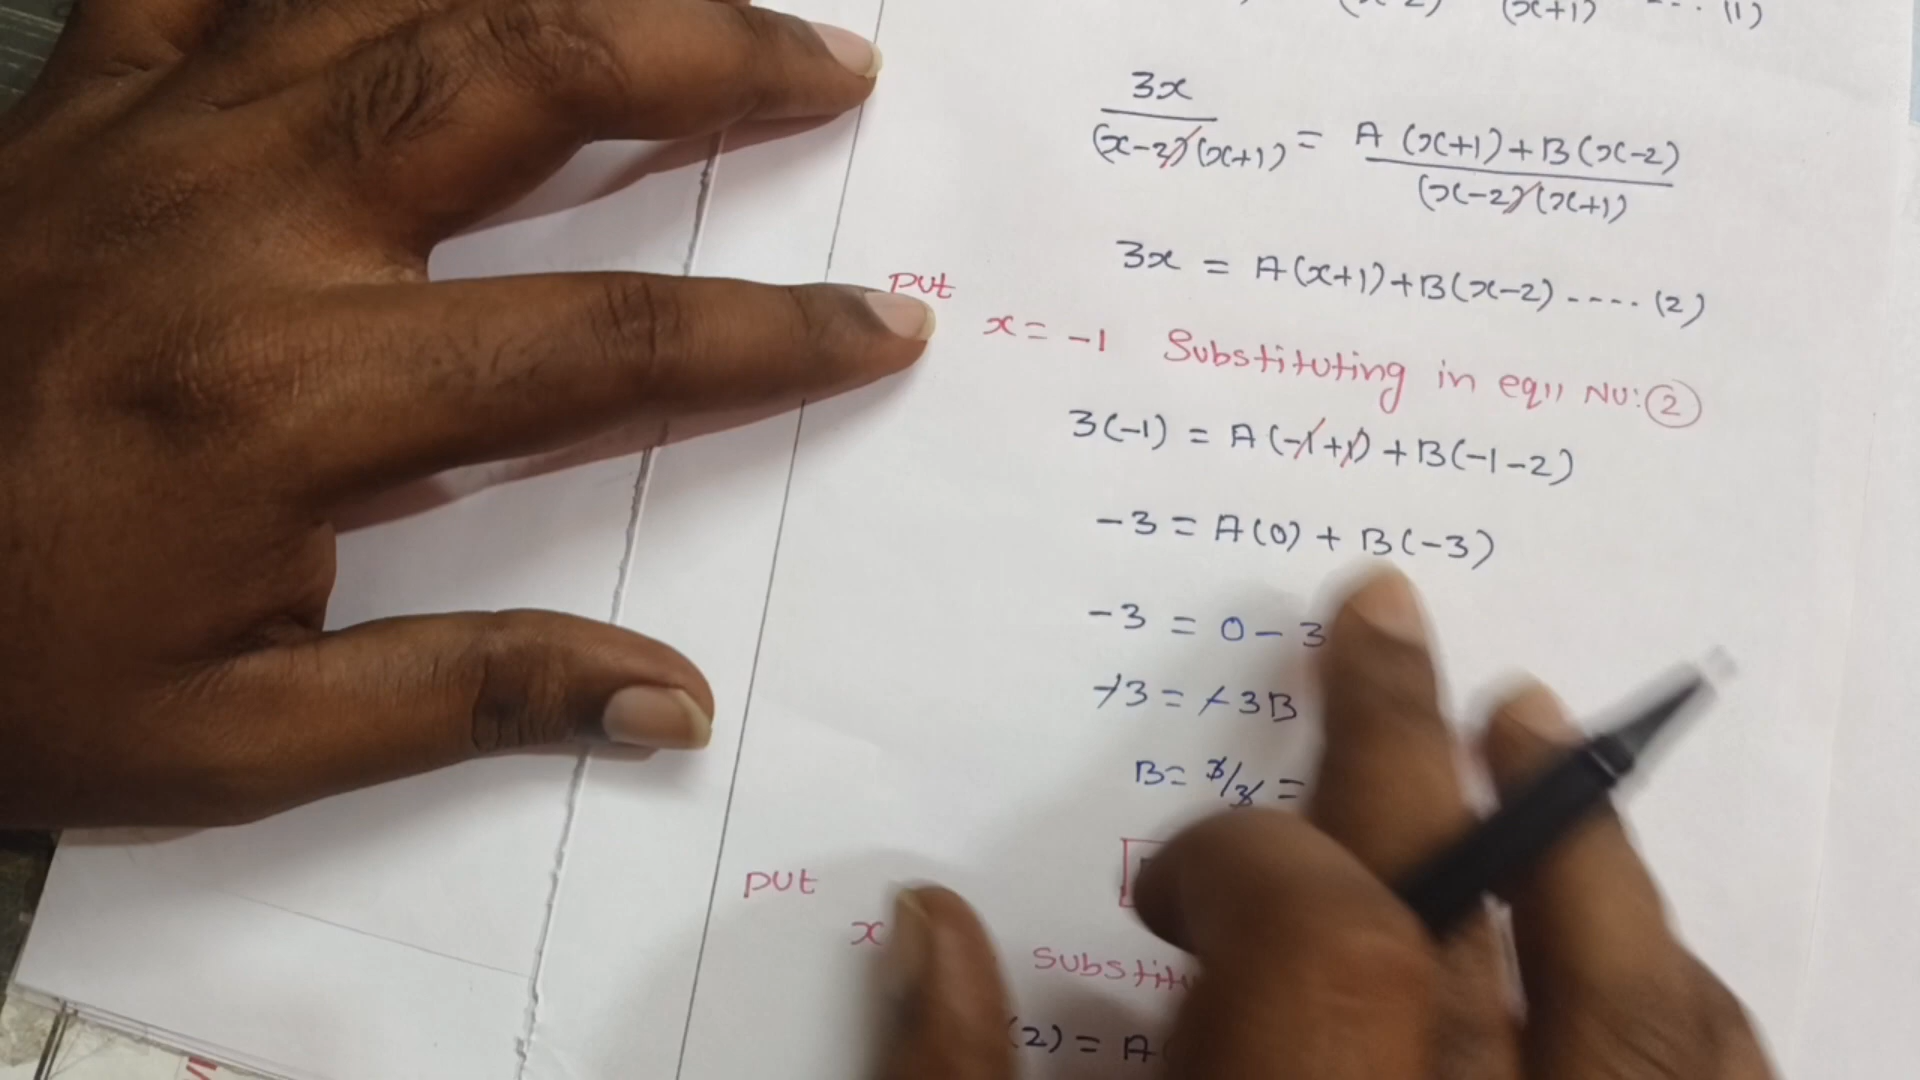 (x+1) ---- (1)
3x / (x-2)(x+1) = A(x+1)+B(x-2) / (x-2)(x+1)
3x = A(x+1)+B(x-2) ---- (2)
put
x = -1 Substituting in eqn No: ②
3(-1) = A(-1+1)+B(-1-2)
-3 = A(0) + B(-3)
-3 = 0-3
-3 = -3B
B = 3/3 =
put
x
substitu
(2) = A